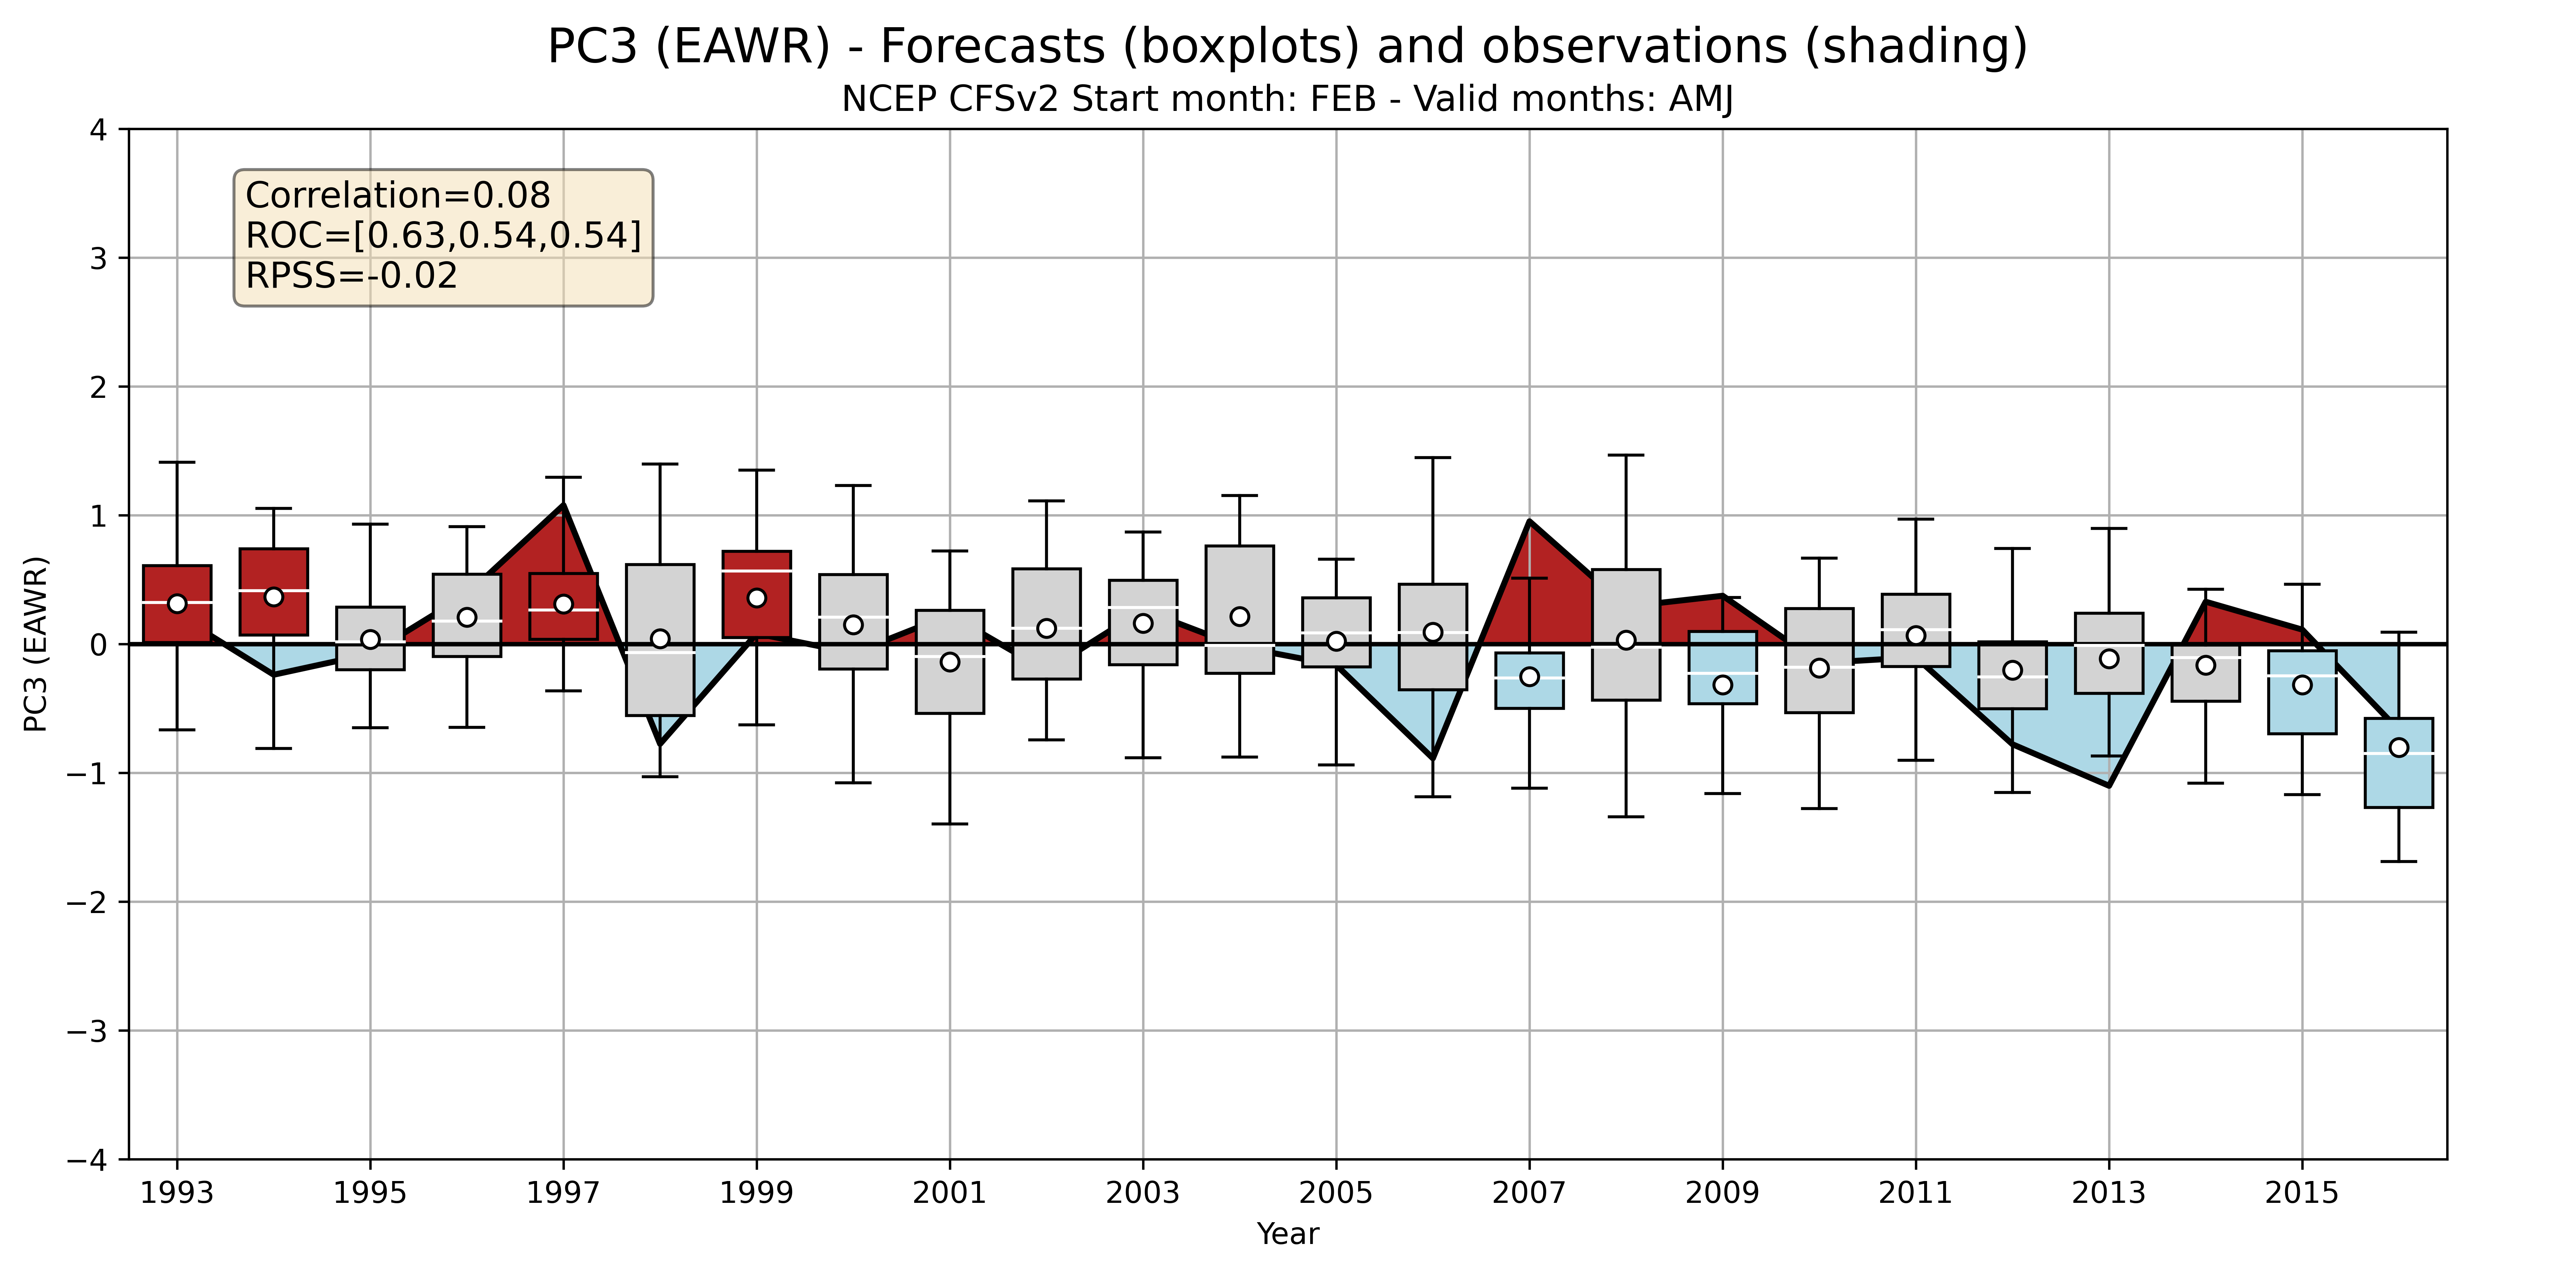 PC3 (EAWR) - Forecasts (boxplots) and observations (shading)
NCEP CFSv2 Start month: FEB - Valid months: AMJ
Correlation=0.08
ROC=[0.63,0.54,0.54]
RPSS=-0.02
PC3 (EAWR)
4
3
2
1
0
−1
−2
−3
−4
1993 1995 1997 1999 2001 2003 2005 2007 2009 2011 2013 2015
Year